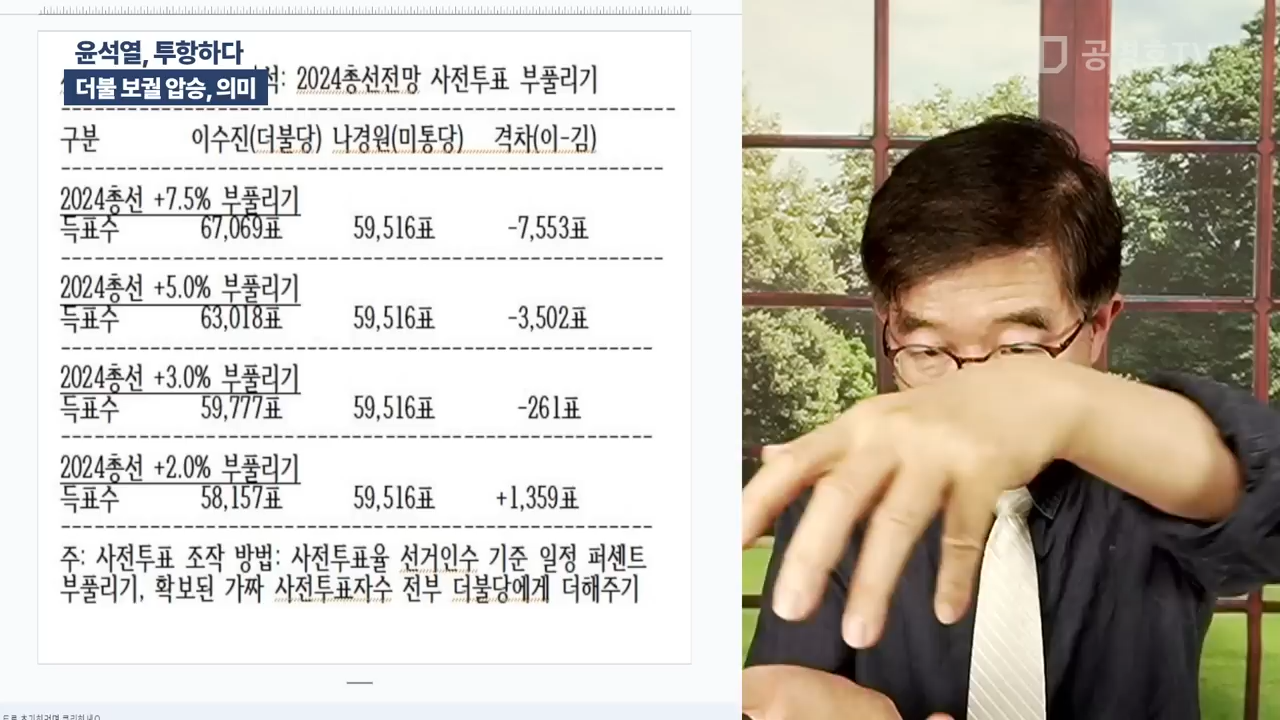 윤석열, 투항하다
더불 보궐 압승, 의미
공병호TV
석: 2024총선전망 사전투표 부풀리기
구분 이수진(더불당) 나경원(미통당) 격차(이-김)
2024총선 +7.5% 부풀리기
득표수 67,069표 59,516표 -7,553표
2024총선 +5.0% 부풀리기
득표수 63,018표 59,516표 -3,502표
2024총선 +3.0% 부풀리기
득표수 59,777표 59,516표 -261표
2024총선 +2.0% 부풀리기
득표수 58,157표 59,516표 +1,359표
주: 사전투표 조작 방법: 사전투표율 선거인수 기준 일정 퍼센트
부풀리기, 확보된 가짜 사전투표자수 전부 더불당에게 더해주기